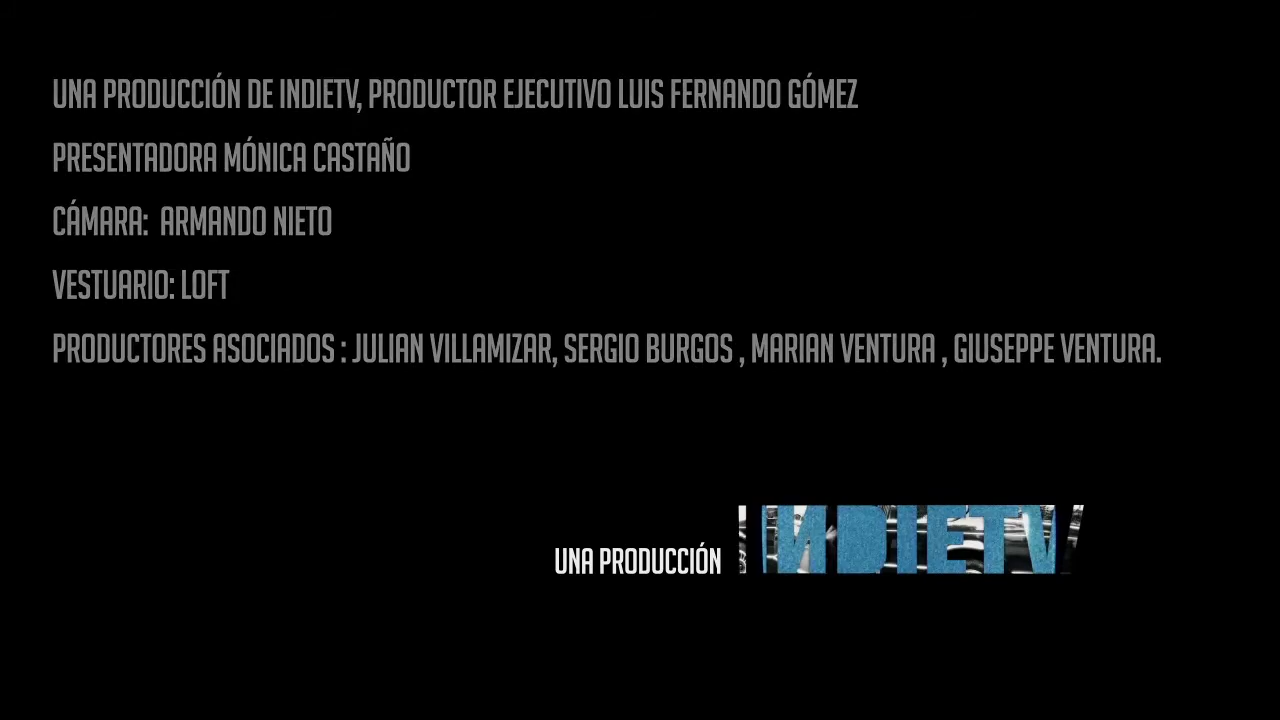 UNA PRODUCCIÓN DE INDIETV, PRODUCTOR EJECUTIVO LUIS FERNANDO GÓMEZ
PRESENTADORA MÓNICA CASTAÑO
CÁMARA: ARMANDO NIETO
VESTUARIO: LOFT
PRODUCTORES ASOCIADOS : JULIAN VILLAMIZAR, SERGIO BURGOS , MARIAN VENTURA , GIUSEPPE VENTURA.
UNA PRODUCCIÓN INDIETV